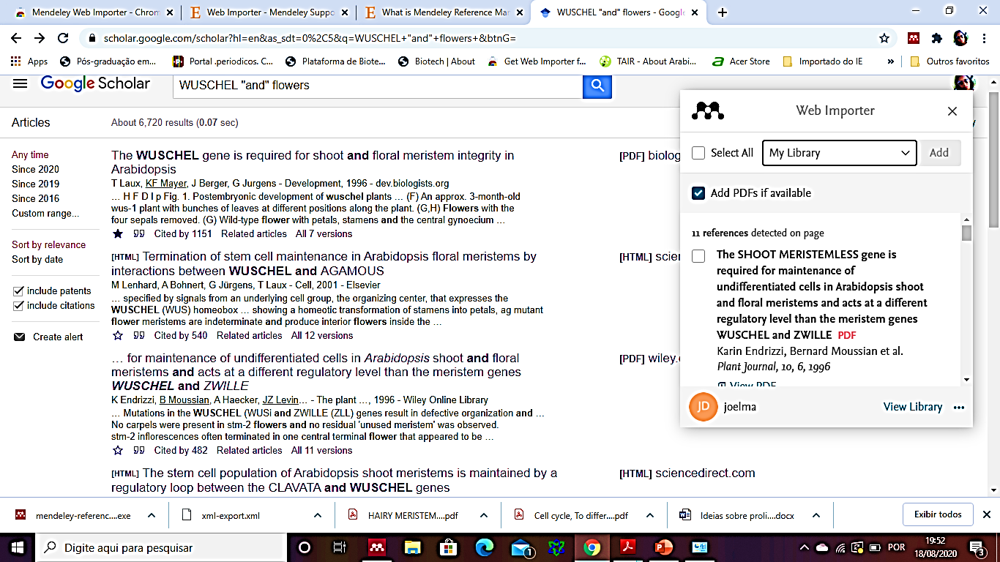 Mendeley Web Importer - Chrom
Web Importer - Mendeley Suppo
What is Mendeley Reference Mar
WUSCHEL "and" flowers - Google
scholar.google.com/scholar?hl=en&as_sdt=0%2C5&q=WUSCHEL+"and"+flowers+&btnG=
Apps
Pós-graduação em...
Portal .periodicos. C...
Plataforma de Biote...
Biotech | About
Get Web Importer f...
TAIR - About Arabi...
Acer Store
Importado do IE
»
Outros favoritos
Google Scholar
WUSCHEL "and" flowers
Articles
About 6,720 results (0.07 sec)
Any time
Since 2020
Since 2019
Since 2016
Custom range...
Sort by relevance
Sort by date
include patents
include citations
Create alert
The WUSCHEL gene is required for shoot and floral meristem integrity in
Arabidopsis
T Laux, KF Mayer, J Berger, G Jurgens - Development, 1996 - dev.biologists.org
... H F D I p Fig. 1. Postembryonic development of wuschel plants ... (F) An approx. 3-month-old
wus-1 plant with bunches of leaves at different positions along the plant. (G,H) Flowers with the
four sepals removed. (G) Wild-type flower with petals, stamens and the central gynoecium ...
Cited by 1151 Related articles All 7 versions
[PDF] biolog
[HTML] Termination of stem cell maintenance in Arabidopsis floral meristems by
interactions between WUSCHEL and AGAMOUS
M Lenhard, A Bohnert, G Jürgens, T Laux - Cell, 2001 - Elsevier
... specified by signals from an underlying cell group, the organizing center, that expresses the
WUSCHEL (WUS) homeobox ... showing a homeotic transformation of stamens into petals, ag mutant
flower meristems are indeterminate and produce interior flowers inside the ...
Cited by 540 Related articles All 12 versions
[HTML] scien
... for maintenance of undifferentiated cells in Arabidopsis shoot and floral
meristems and acts at a different regulatory level than the meristem genes
WUSCHEL and ZWILLE
K Endrizzi, B Moussian, A Haecker, JZ Levin... - The plant ..., 1996 - Wiley Online Library
... Mutations in the WUSCHEL (WUSi and ZWILLE (ZLL) genes result in defective organization and ...
No carpels were present in stm-2 flowers and no residual 'unused meristem' was observed.
stm-2 inflorescences often terminated in one central terminal flower that appeared to be ...
Cited by 482 Related articles All 11 versions
[PDF] wiley.c
[HTML] The stem cell population of Arabidopsis shoot meristems is maintained by a
regulatory loop between the CLAVATA and WUSCHEL genes
[HTML] sciencedirect.com
Web Importer
Select All
My Library
Add
Add PDFs if available
11 references detected on page
The SHOOT MERISTEMLESS gene is
required for maintenance of
undifferentiated cells in Arabidopsis shoot
and floral meristems and acts at a different
regulatory level than the meristem genes
WUSCHEL and ZWILLE PDF
Karin Endrizzi, Bernard Moussian et al.
Plant Journal, 10, 6, 1996
View PDF
JD
joelma
View Library
mendeley-referenc....exe
xml-export.xml
HAIRY MERISTEM....pdf
Cell cycle, To differ....pdf
Ideias sobre proli....docx
Exibir todos
Digite aqui para pesquisar
1
POR
19:52
18/08/2020
3